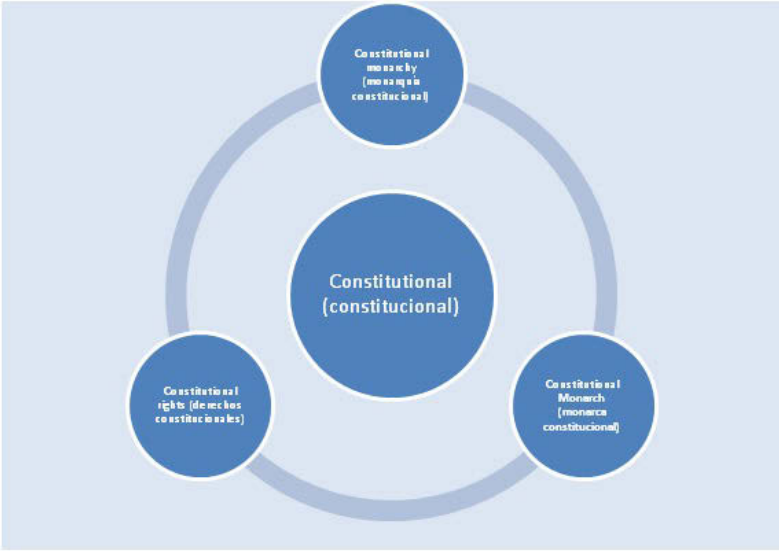 Constitutional
monarchy
(monarquía
constitucional)
Constitutional
(constitucional)
Constitutional
rights (derechos
constitucionales)
Constitutional
Monarch
(monarca
constitucional)